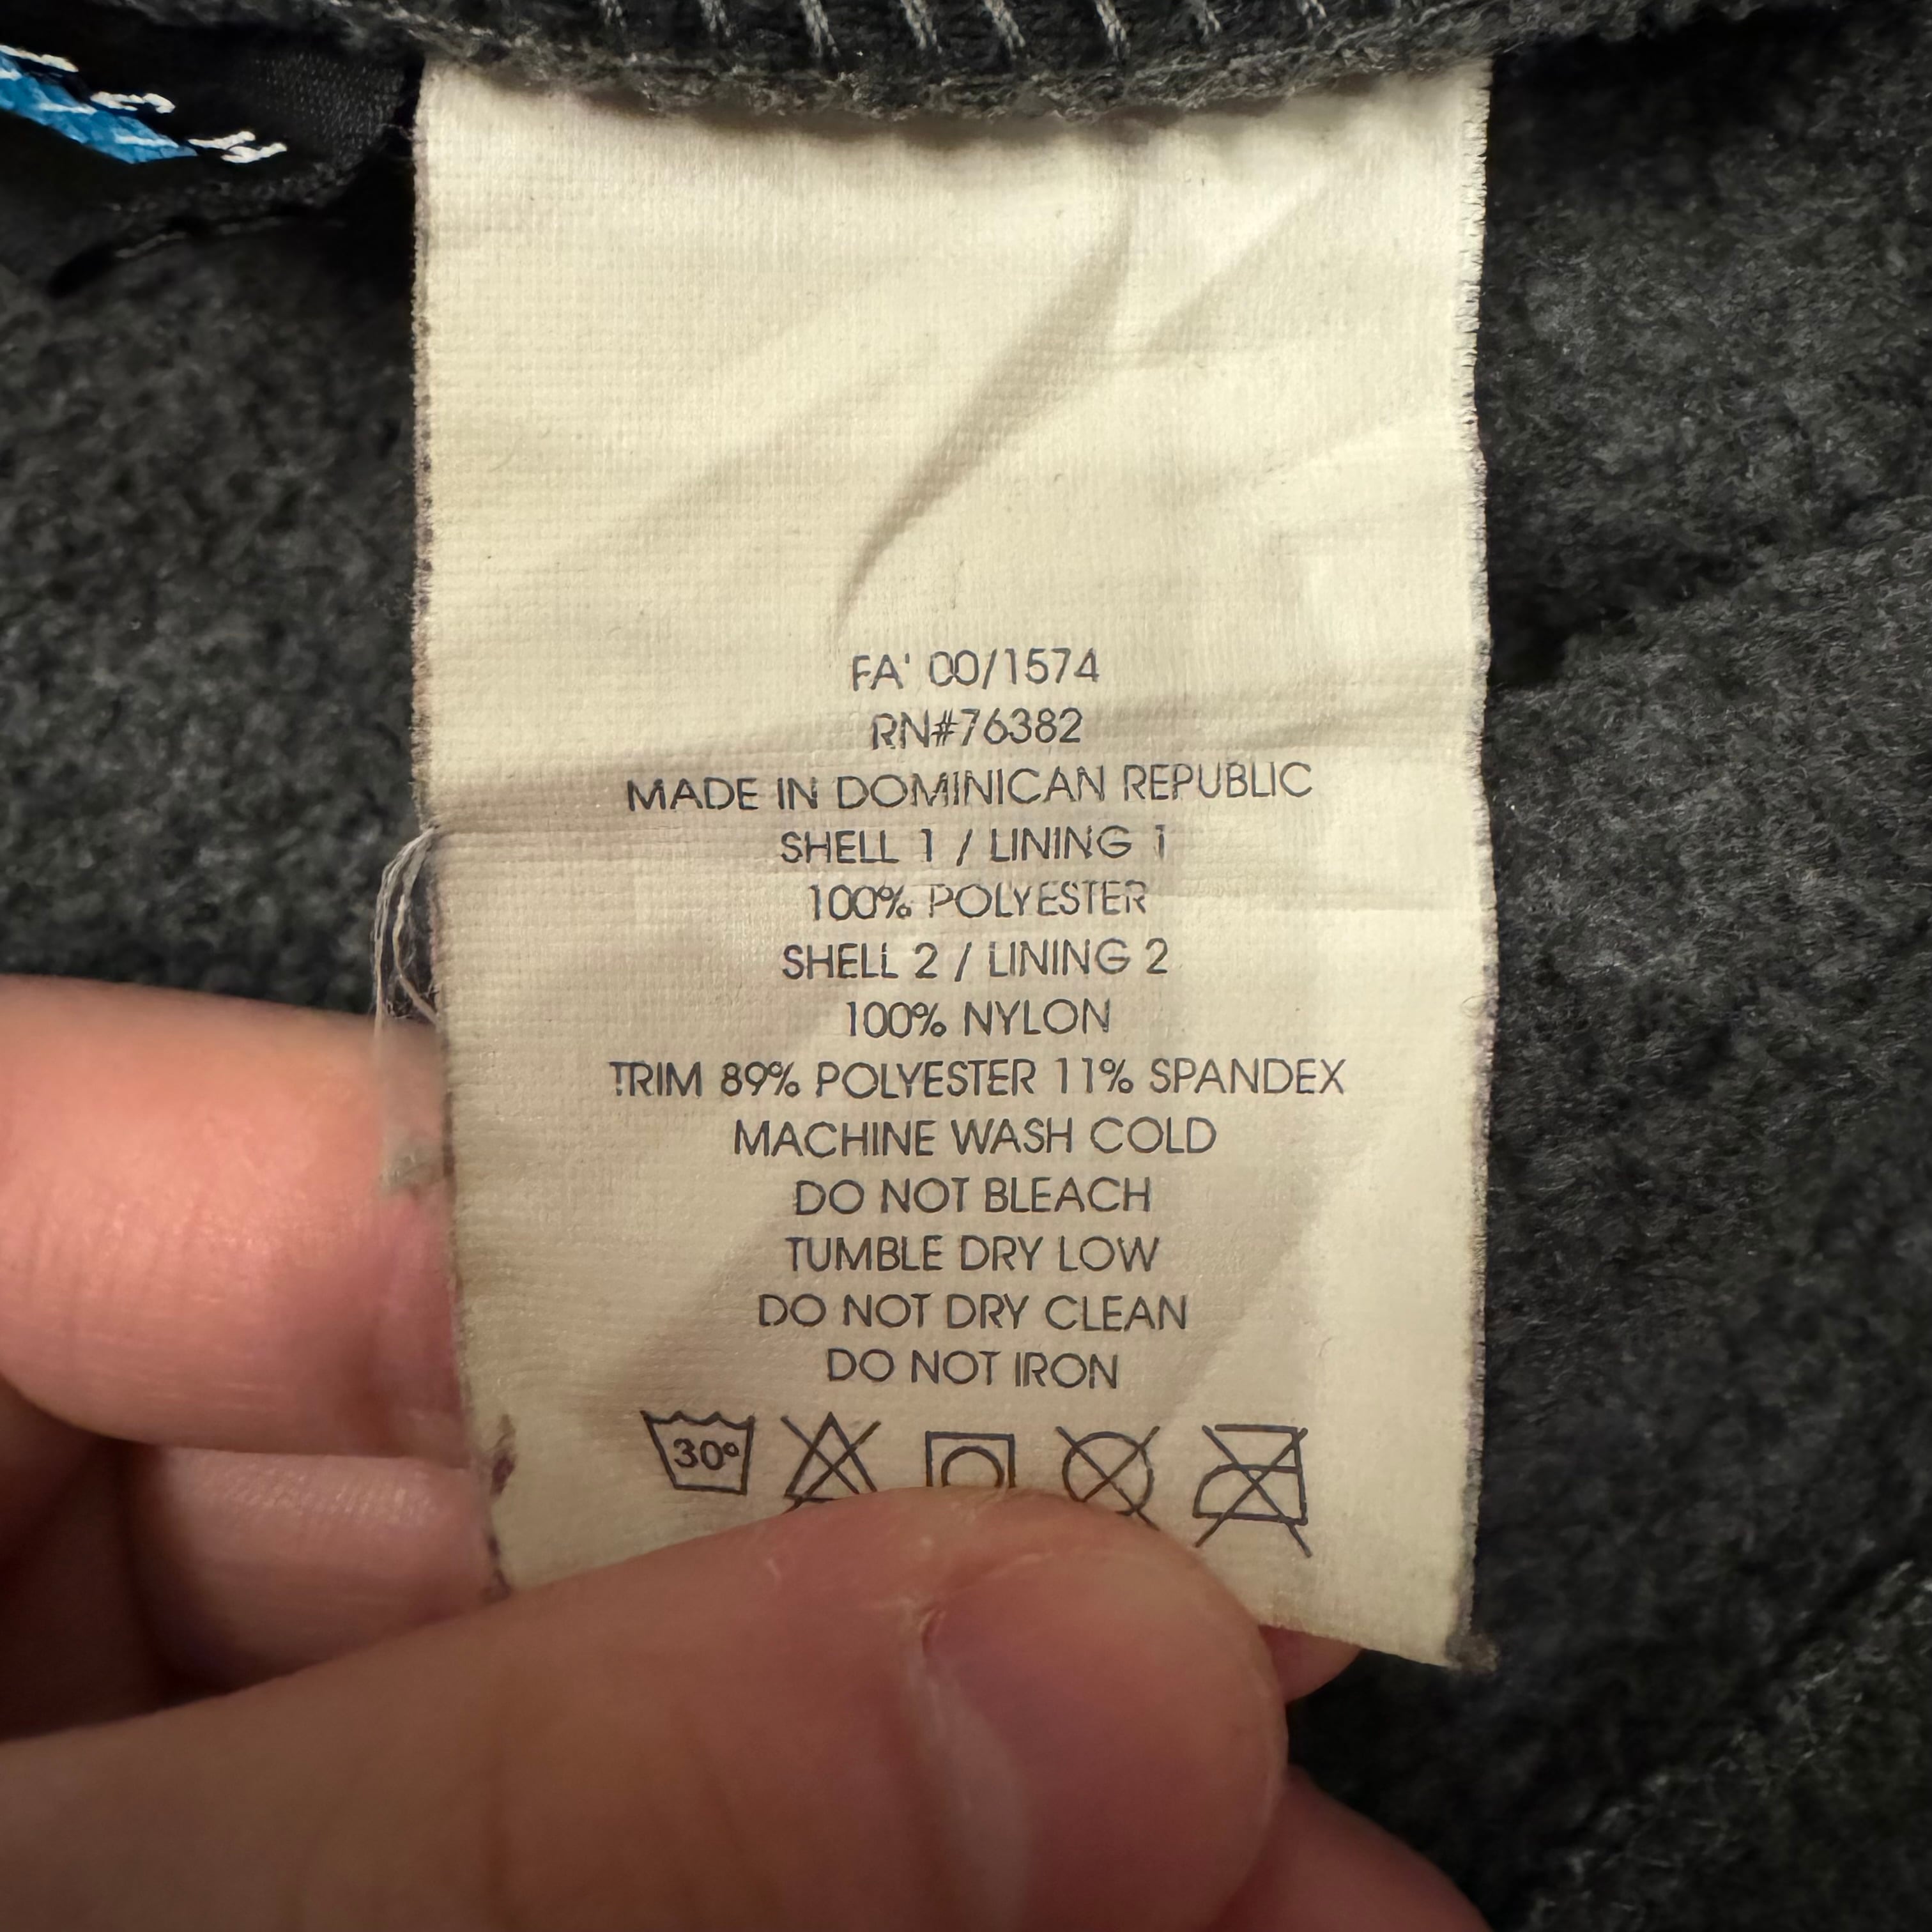 FA' 00/1574
RN#76382
MADE IN DOMINICAN REPUBLIC
SHELL 1 / LINING 1
100% POLYESTER
SHELL 2 / LINING 2
100% NYLON
TRIM 89% POLYESTER 11% SPANDEX
MACHINE WASH COLD
DO NOT BLEACH
TUMBLE DRY LOW
DO NOT DRY CLEAN
DO NOT IRON
30°